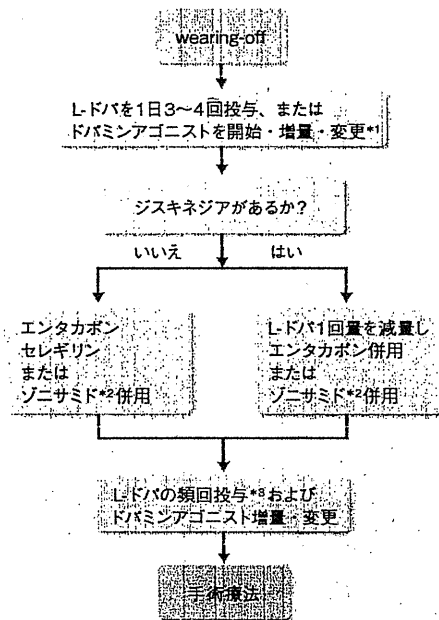 wearing-off
L-ドパを1日3～4回投与、または
ドパミンアゴニストを開始・増量・変更*1
ジスキネジアがあるか?
いいえ
はい
エンタカポン
セレギリン
または
ゾニサミド*2併用
L-ドパ1回量を減量し
エンタカポン併用
または
ゾニサミド*2併用
L-ドパの頻回投与*3および
ドパミンアゴニスト増量・変更
手術療法